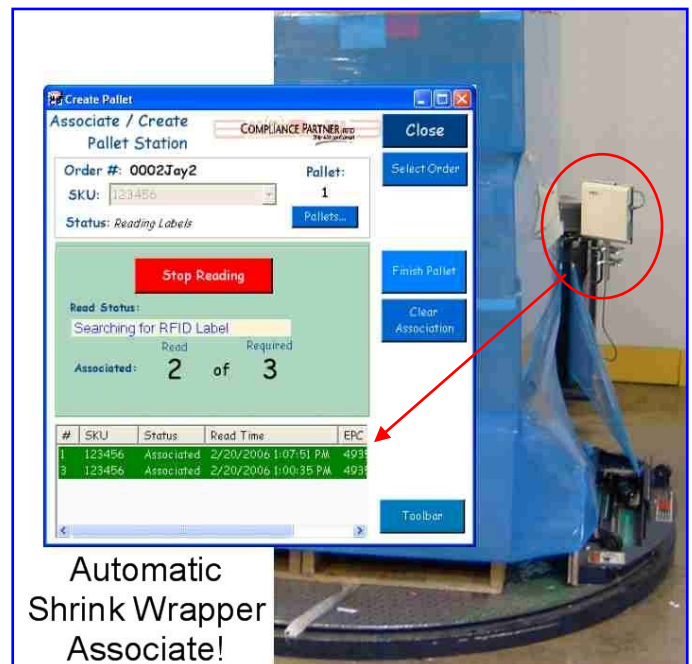 Create Pallet
Associate / Create
Pallet Station
COMPLIANCE PARTNER
Close
Order #: 0002Jay2
Pallet:
Select Order
SKU: 123456
1
Status: Reading Labels
Pallets...
Stop Reading
Finish Pallet
Read Status:
Searching for RFID Label
Clear
Association
Read
Required
Associated: 2 of 3
# SKU Status Read Time EPC
1 123456 Associated 2/20/2006 1:07:51 PM 4935
3 123456 Associated 2/20/2006 1:00:35 PM 4935
Toolbar
Automatic
Shrink Wrapper
Associate!